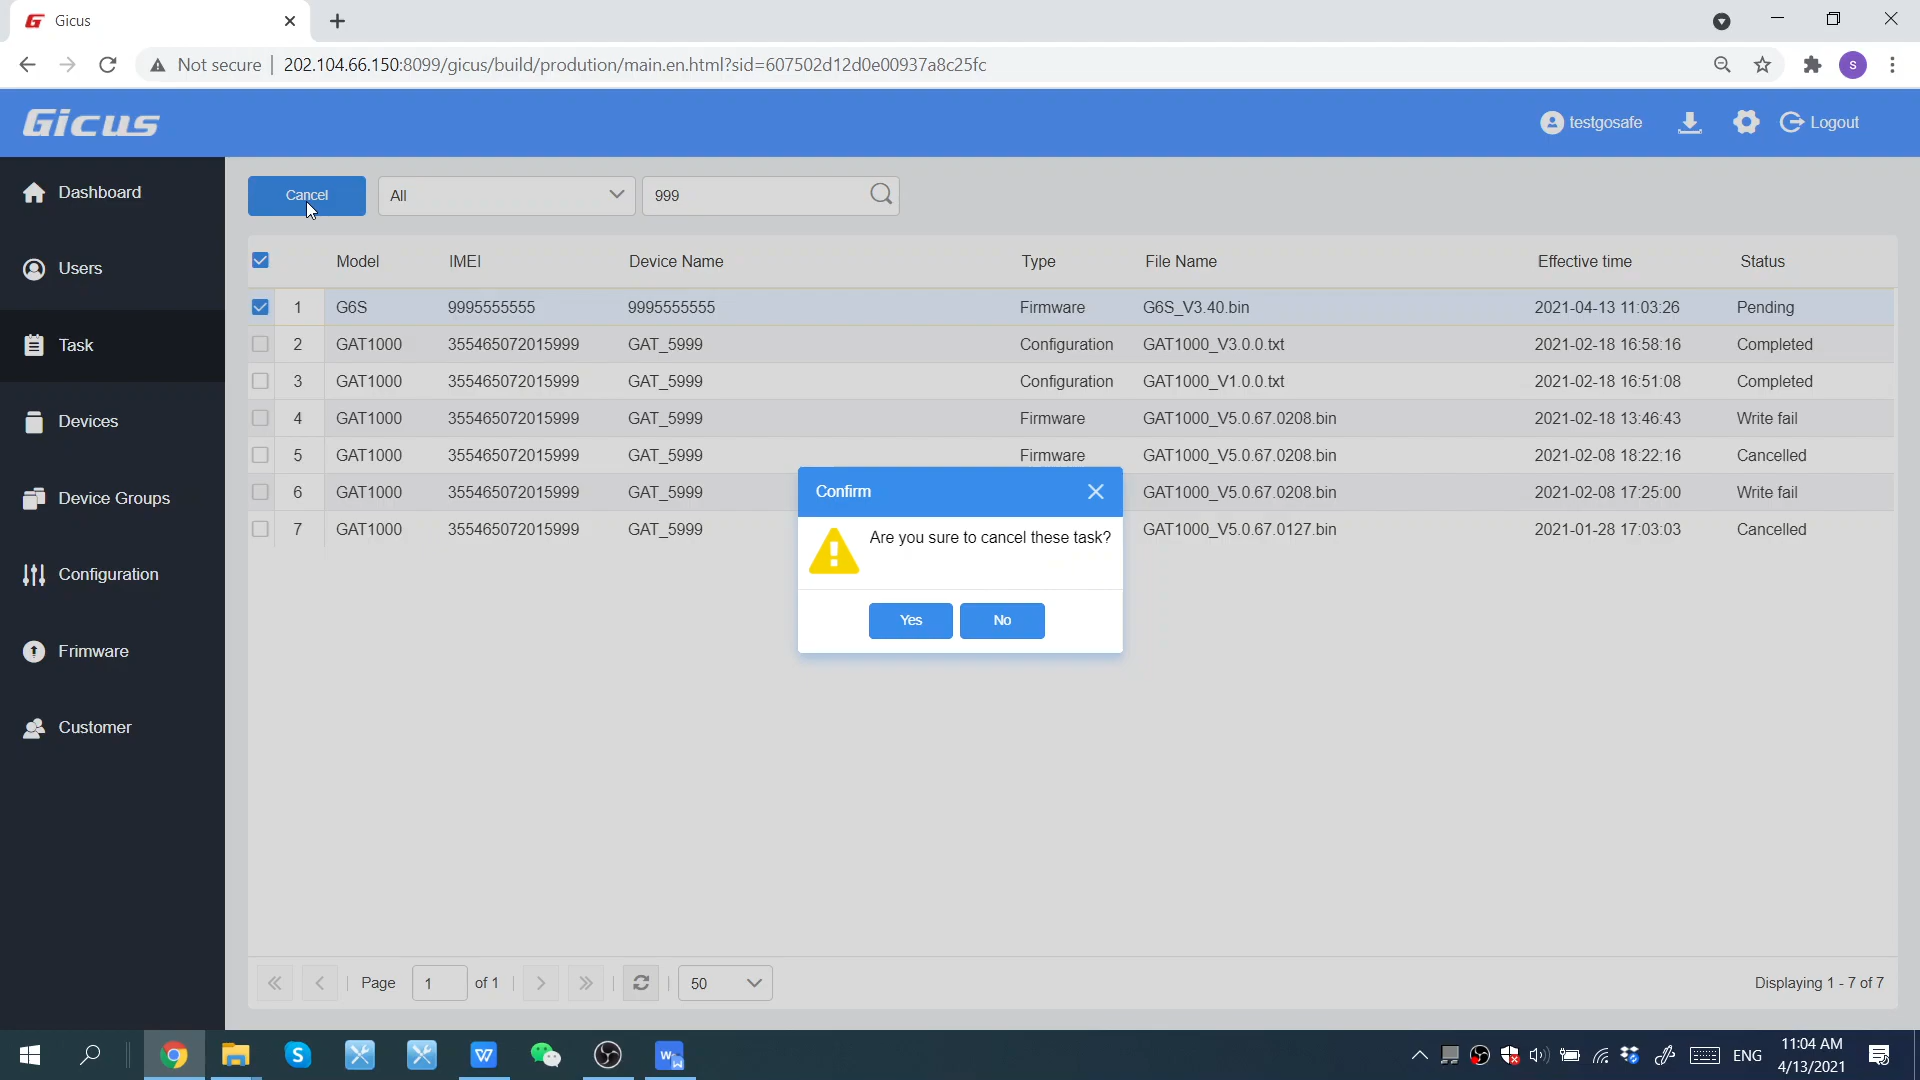 Gicus
Not secure | 202.104.66.150:8099/gicus/build/prodution/main.en.html?sid=607502d12d0e00937a8c25fc
S
Gicus
testgosafe
Logout
Dashboard
Users
Task
Devices
Device Groups
Configuration
Frimware
Customer
Cancel
All
999
Model IMEI Device Name Type File Name Effective time Status
1 G6S 9995555555 9995555555 Firmware G6S_V3.40.bin 2021-04-13 11:03:26 Pending
2 GAT1000 355465072015999 GAT_5999 Configuration GAT1000_V3.0.0.txt 2021-02-18 16:58:16 Completed
3 GAT1000 355465072015999 GAT_5999 Configuration GAT1000_V1.0.0.txt 2021-02-18 16:51:08 Completed
4 GAT1000 355465072015999 GAT_5999 Firmware GAT1000_V5.0.67.0208.bin 2021-02-18 13:46:43 Write fail
5 GAT1000 355465072015999 GAT_5999 Firmware GAT1000_V5.0.67.0208.bin 2021-02-08 18:22:16 Cancelled
6 GAT1000 355465072015999 GAT_5999 GAT1000_V5.0.67.0208.bin 2021-02-08 17:25:00 Write fail
7 GAT1000 355465072015999 GAT_5999 GAT1000_V5.0.67.0127.bin 2021-01-28 17:03:03 Cancelled
Confirm
Are you sure to cancel these task?
Yes No
Page 1 of 1 50 Displaying 1 - 7 of 7
ENG
11:04 AM
4/13/2021